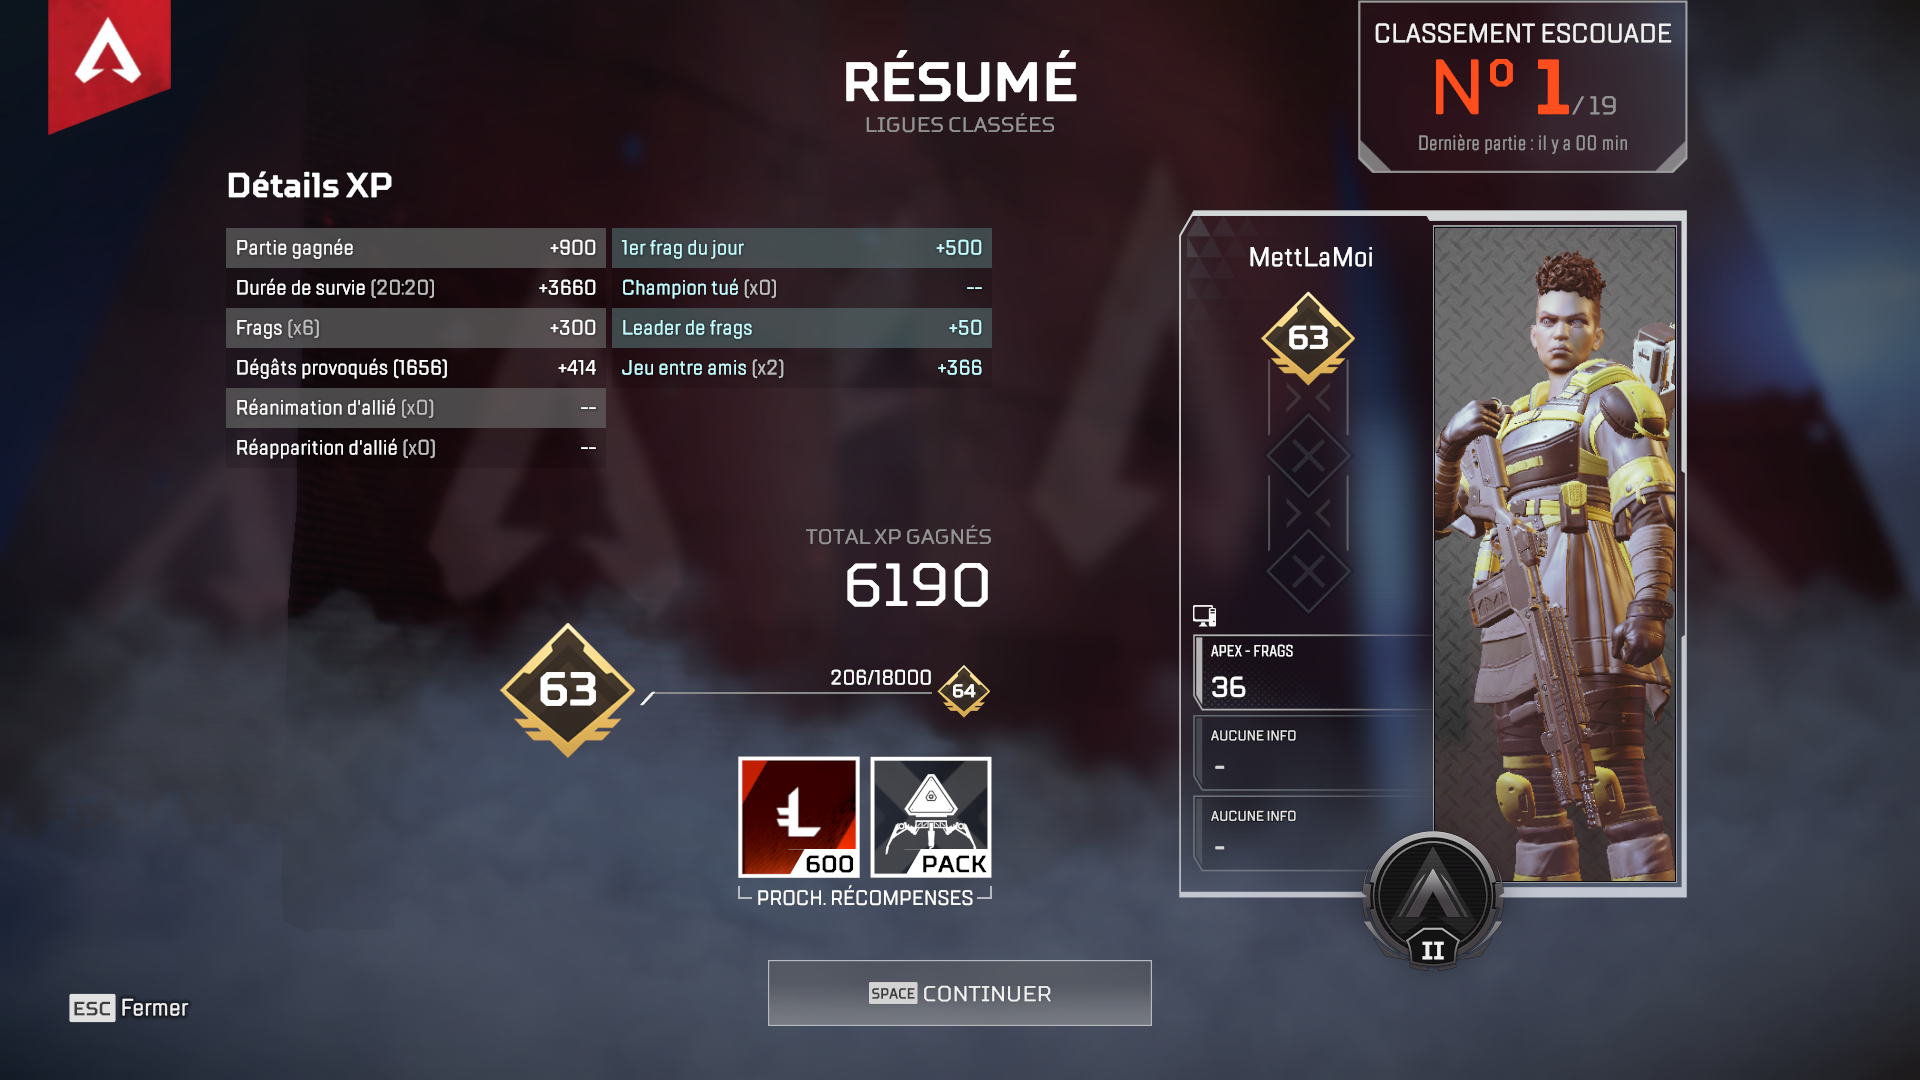 CLASSEMENT ESCOUADE
N° 1/19
Dernière partie : il y a 00 min
RÉSUMÉ
LIGUES CLASSÉES
Détails XP
Partie gagnée +900
Durée de survie (20:20) +3660
Frags (x6) +300
Dégâts provoqués (1656) +414
Réanimation d'allié (x0) --
Réapparition d'allié (x0) --
1er frag du jour +500
Champion tué (x0) --
Leader de frags +50
Jeu entre amis (x2) +366
TOTAL XP GAGNÉS
6190
63
206/18000
64
600
PACK
PROCH. RÉCOMPENSES
MettLaMoi
63
APEX - FRAGS
36
AUCUNE INFO
-
AUCUNE INFO
-
II
SPACE CONTINUER
ESC Fermer